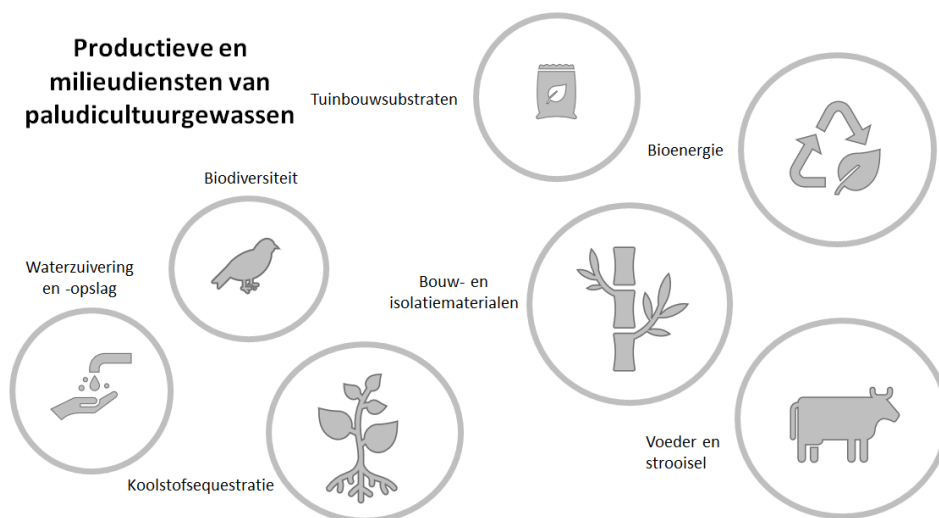 Productieve en
milieudiensten van
paludicultuurgewassen
Tuinbouwsubstraten
Bioenergie
Biodiversiteit
Waterzuivering
en -opslag
Bouw- en
isolatiematerialen
Voeder en
strooisel
Koolstofsequestratie